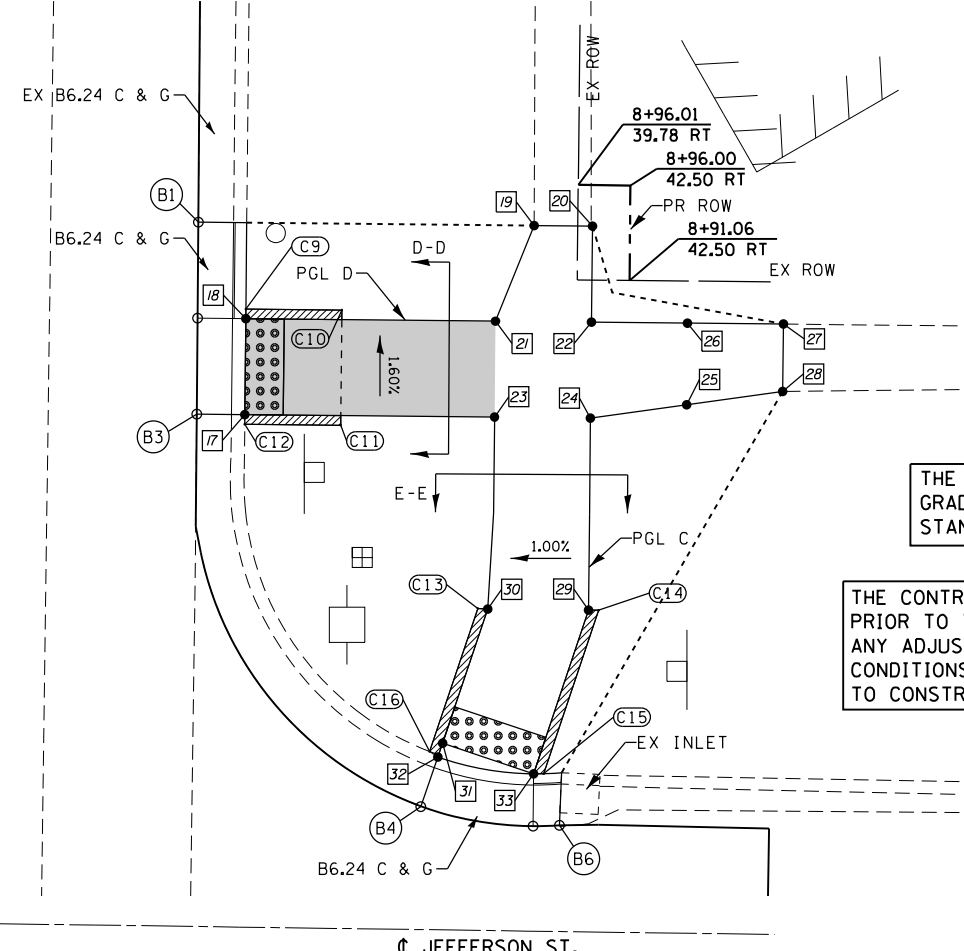 EX ROW
EX B6.24 C & G
8+96.01
39.78 RT
8+96.00
42.50 RT
B1
19
20
PR ROW
B6.24 C & G
C9
D-D
8+91.06
42.50 RT
PGL D
EX ROW
18
C10
21
22
26
27
1.60%
28
23
24
25
B3
17
C12
C11
E-E
THE
GRAD
STAN
1.00%
PGL C
C13
30
29
C14
THE CONTR
PRIOR TO
ANY ADJUS
CONDITIONS
TO CONSTR
C16
C15
EX INLET
32
31
33
B4
B6
B6.24 C & G
℄ JEFFERSON ST.